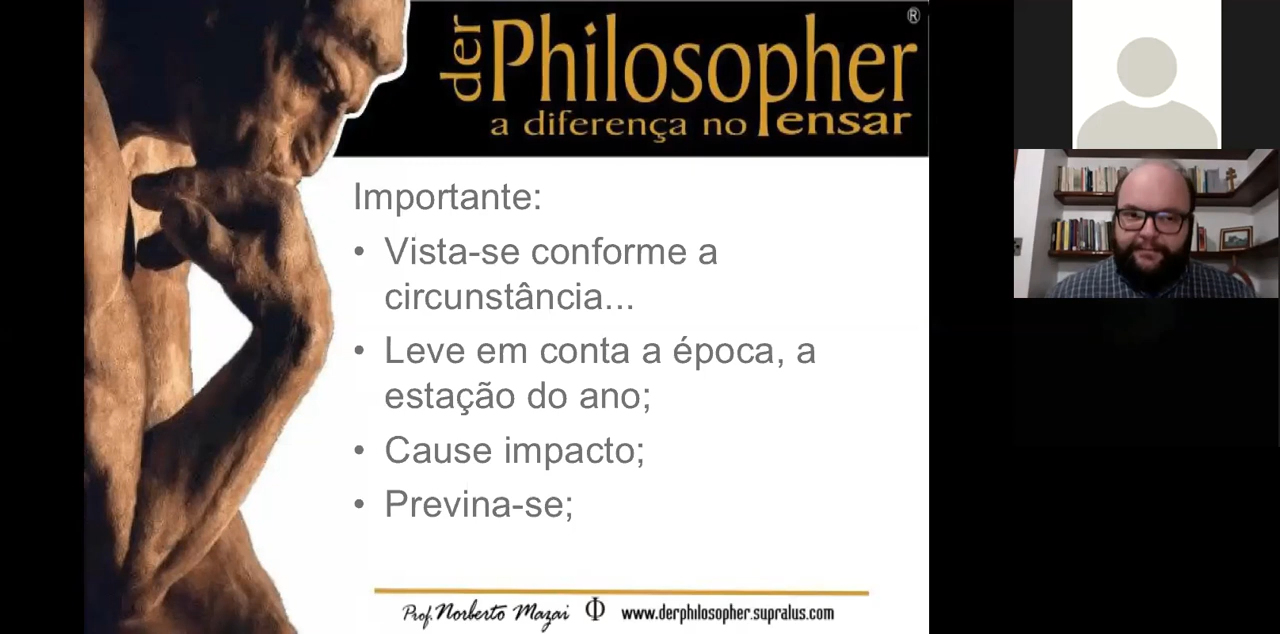 der Philosopher ®
a diferença no Pensar
Importante:
• Vista-se conforme a
circunstância...
• Leve em conta a época, a
estação do ano;
• Cause impacto;
• Previna-se;
Prof. Norberto Mazai Φ www.derphilosopher.supralus.com